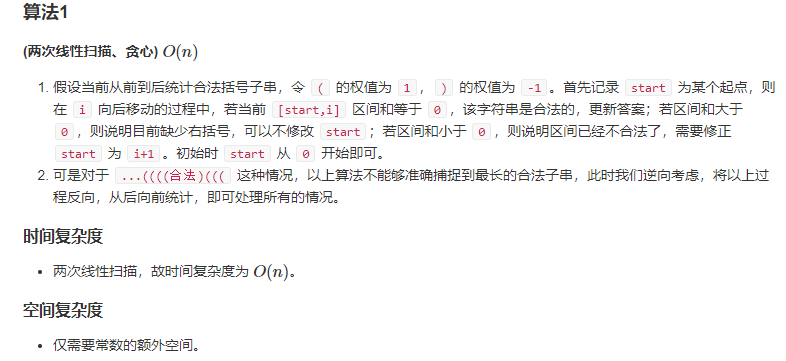 算法1
(两次线性扫描、贪心) O(n)
1. 假设当前从前到后统计合法括号子串，令 ( 的权值为 1 ， ) 的权值为 -1 。首先记录 start 为某个起点，则
在 i 向后移动的过程中，若当前 [start,i] 区间和等于 0 ，该字符串是合法的，更新答案；若区间和大于
0 ，则说明目前缺少右括号，可以不修改 start ；若区间和小于 0 ，则说明区间已经不合法了，需要修正
start 为 i+1 。初始时 start 从 0 开始即可。
2. 可是对于 ...((((合法)((( 这种情况，以上算法不能够准确捕捉到最长的合法子串，此时我们逆向考虑，将以上过
程反向，从后向前统计，即可处理所有的情况。
时间复杂度
• 两次线性扫描，故时间复杂度为 O(n)。
空间复杂度
• 仅需要常数的额外空间。